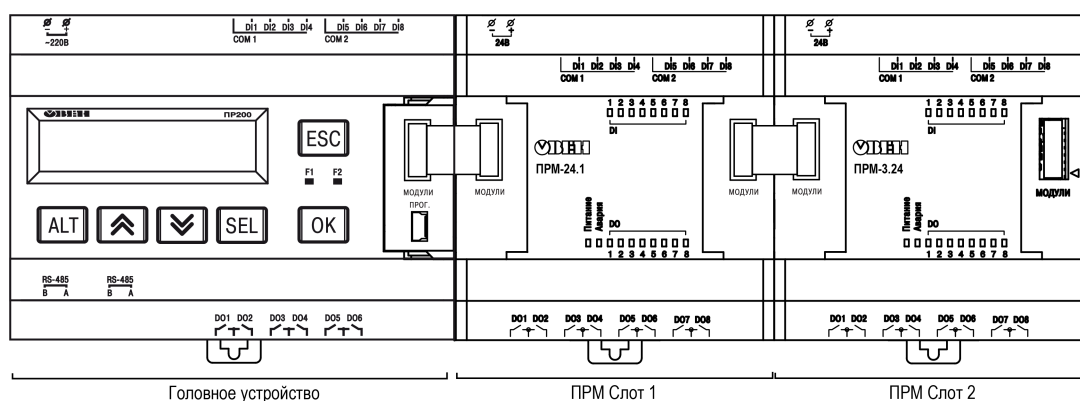 ~220В
DI1 DI2 DI3 DI4
COM 1
DI5 DI6 DI7 DI8
COM 2
ОВЕН
ПР200
ESC
F1 F2
ALT
SEL
OK
МОДУЛИ
ПРОГ.
RS-485
B A
RS-485
B A
DO1 DO2 DO3 DO4 DO5 DO6
Головное устройство
24В
DI1 DI2 DI3 DI4
COM 1
DI5 DI6 DI7 DI8
COM 2
1 2 3 4 5 6 7 8
DI
ОВЕН
ПРМ-24.1
МОДУЛИ
МОДУЛИ
Питание
Авария
DO
1 2 3 4 5 6 7 8
DO1 DO2 DO3 DO4 DO5 DO6 DO7 DO8
ПРМ Слот 1
24В
DI1 DI2 DI3 DI4
COM 1
DI5 DI6 DI7 DI8
COM 2
1 2 3 4 5 6 7 8
DI
ОВЕН
ПРМ-3.24
МОДУЛИ
МОДУЛИ
Питание
Авария
DO
1 2 3 4 5 6 7 8
DO1 DO2 DO3 DO4 DO5 DO6 DO7 DO8
ПРМ Слот 2